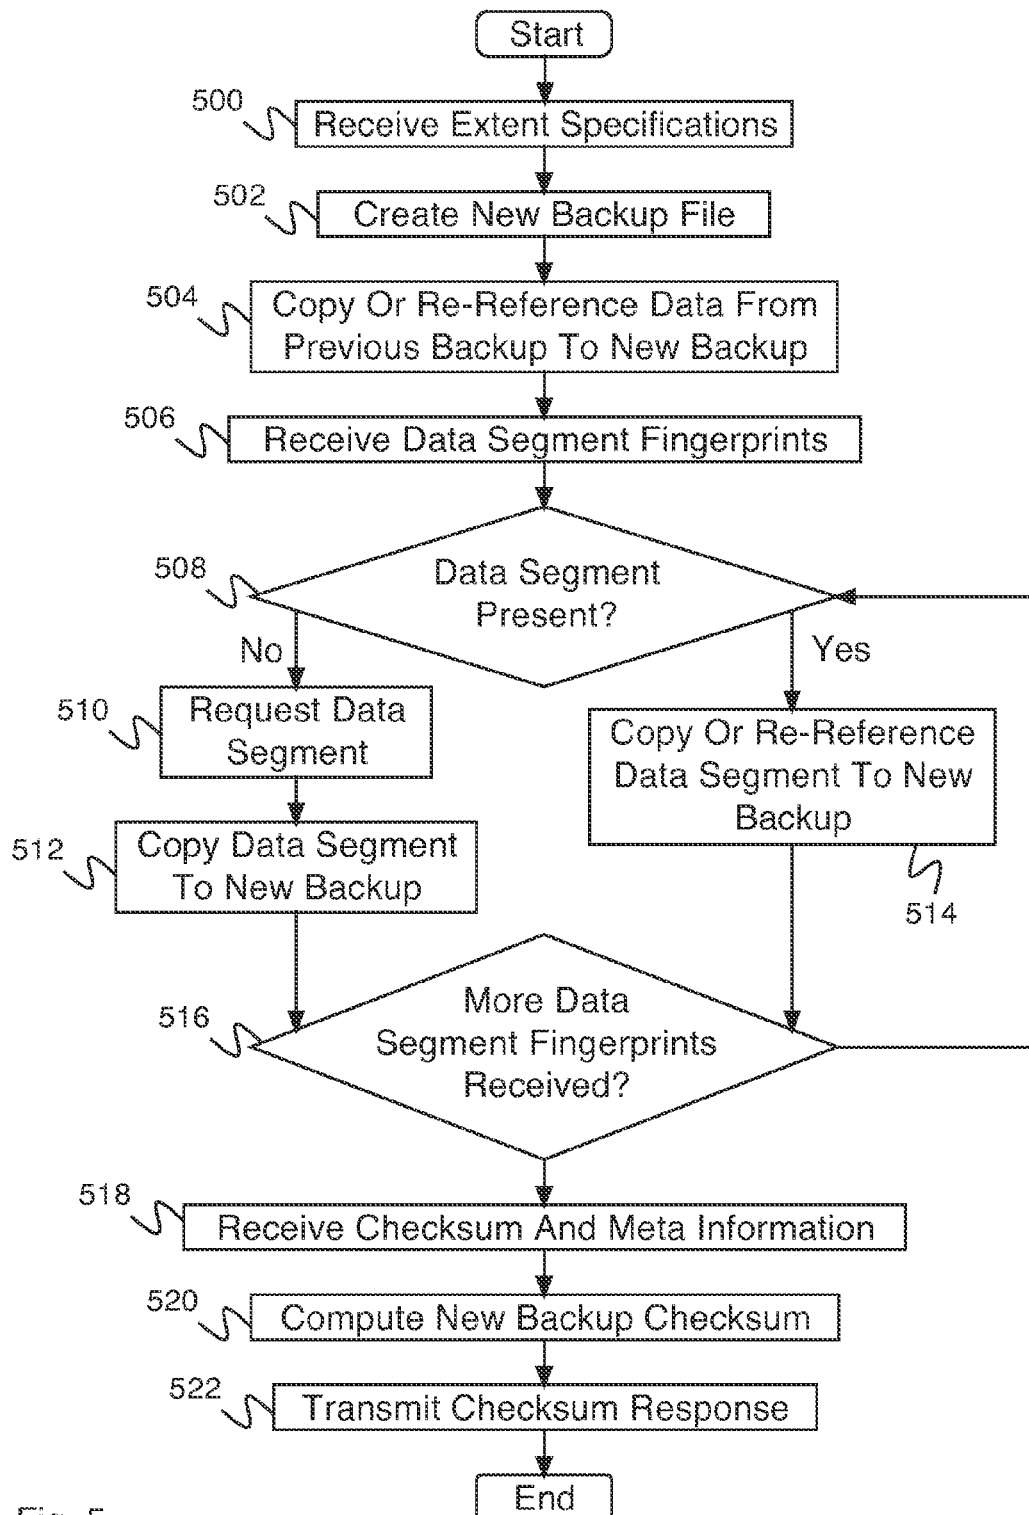 Start
500
Receive Extent Specifications
502
Create New Backup File
504
Copy Or Re-Reference Data From
Previous Backup To New Backup
506
Receive Data Segment Fingerprints
508
Data Segment
Present?
No
Yes
510
Request Data
Segment
Copy Or Re-Reference
Data Segment To New
Backup
512
Copy Data Segment
To New Backup
514
516
More Data
Segment Fingerprints
Received?
518
Receive Checksum And Meta Information
520
Compute New Backup Checksum
522
Transmit Checksum Response
End